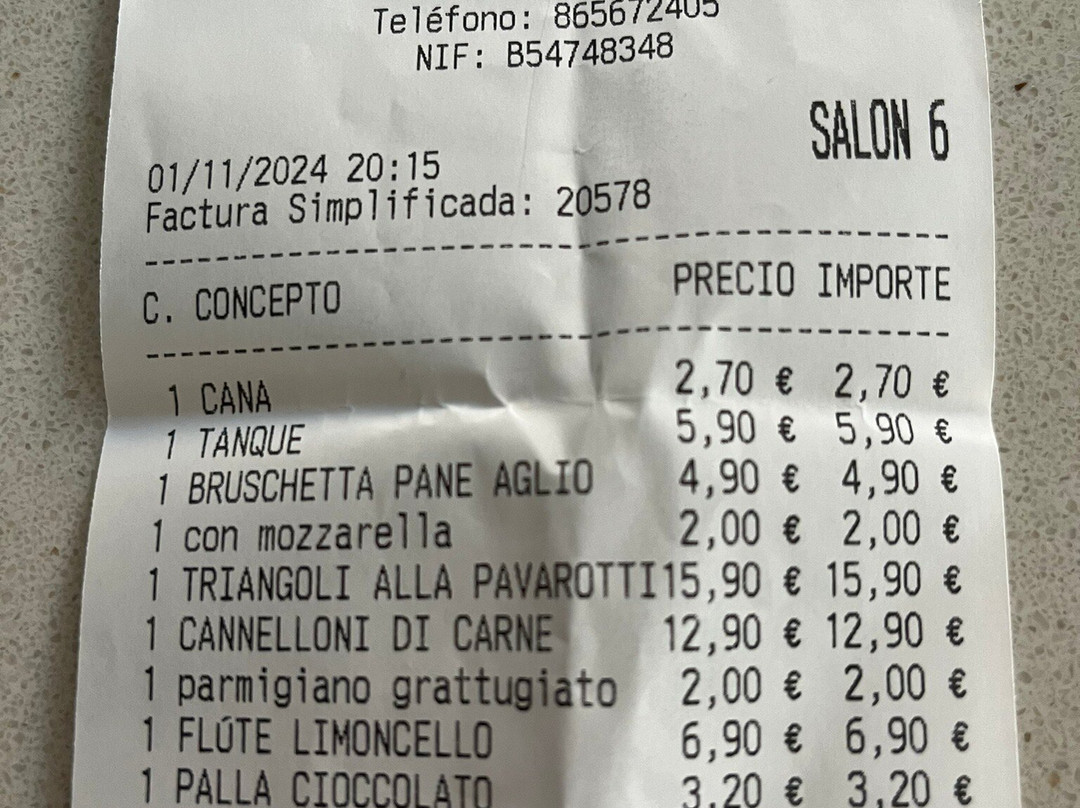 Teléfono: 865672405
NIF: B54748348
SALON 6
01/11/2024 20:15
Factura Simplificada: 20578
C. CONCEPTO PRECIO IMPORTE
1 CANA 2,70 € 2,70 €
1 TANQUE 5,90 € 5,90 €
1 BRUSCHETTA PANE AGLIO 4,90 € 4,90 €
1 con mozzarella 2,00 € 2,00 €
1 TRIANGOLI ALLA PAVAROTTI 15,90 € 15,90 €
1 CANNELLONI DI CARNE 12,90 € 12,90 €
1 parmigiano grattugiato 2,00 € 2,00 €
1 FLÚTE LIMONCELLO 6,90 € 6,90 €
1 PALLA CIOCCOLATO 3,20 € 3,20 €